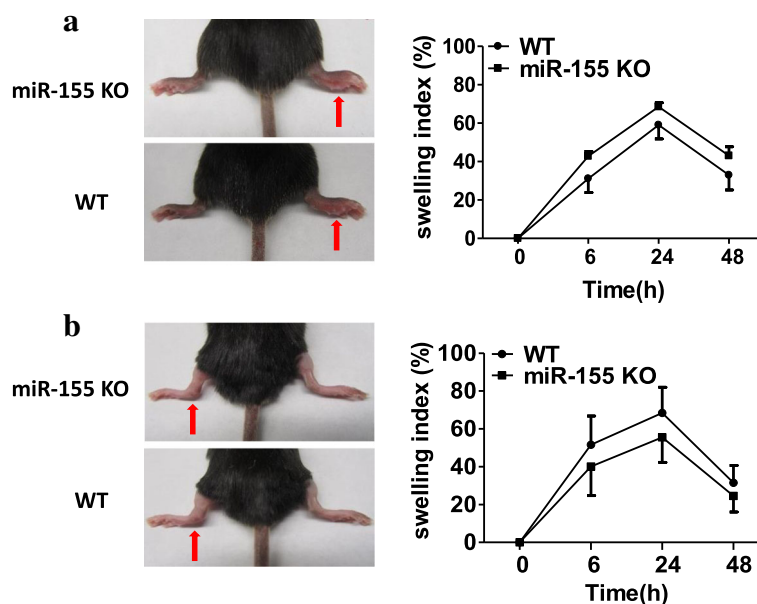 a
miR-155 KO
WT
swelling index (%)
100
80
60
40
20
0
WT
miR-155 KO
0 6 24 48
Time(h)
b
miR-155 KO
WT
swelling index (%)
100
80
60
40
20
0
WT
miR-155 KO
0 6 24 48
Time(h)